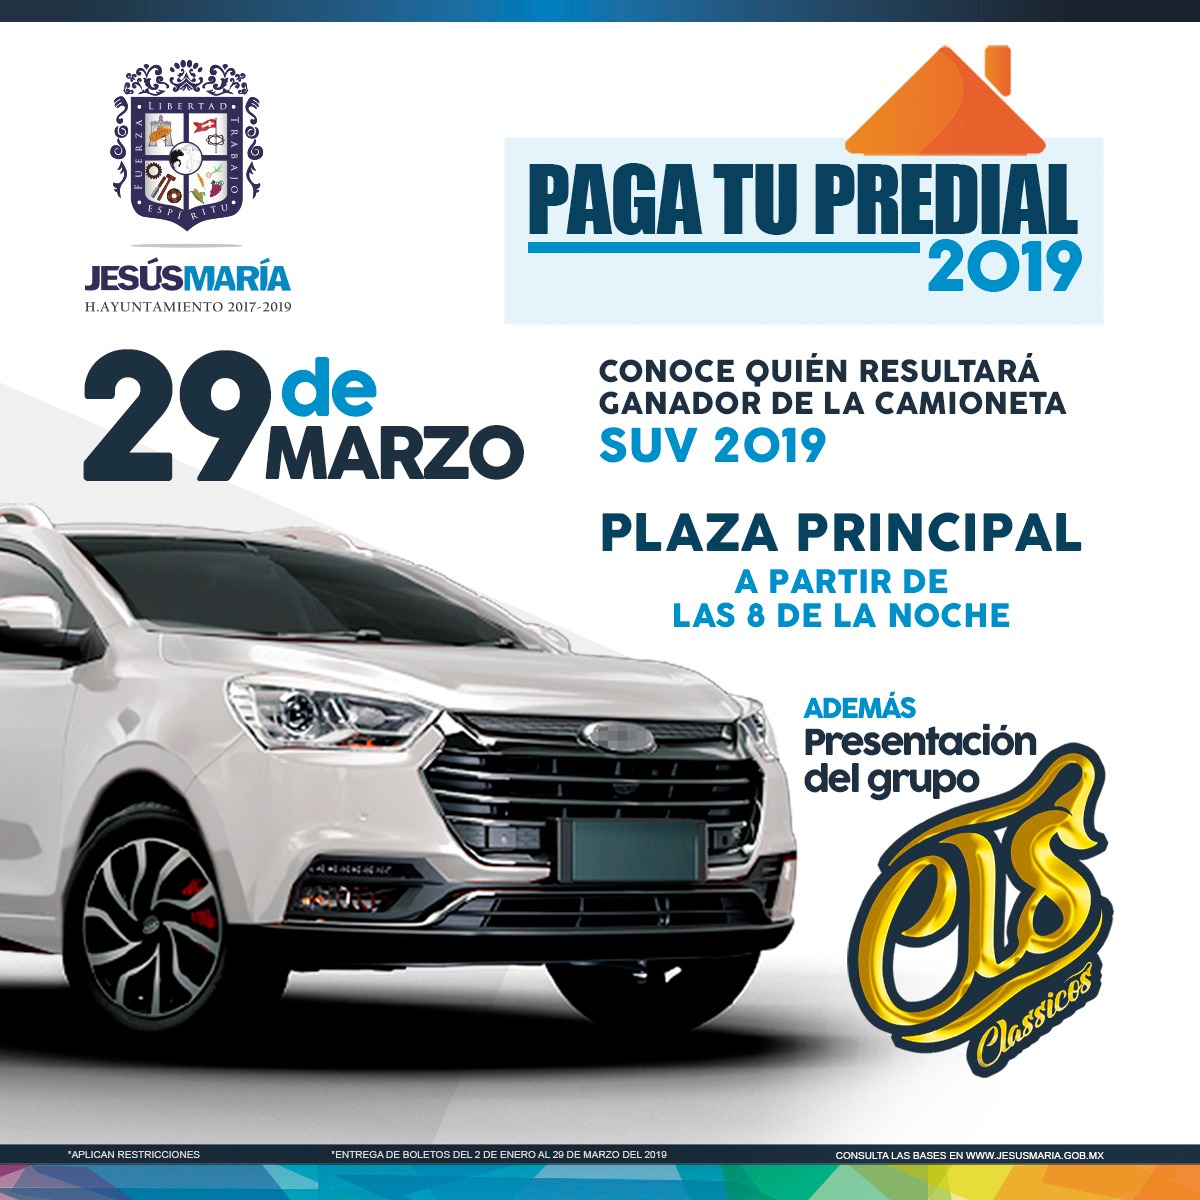 LIBERTAD
FUERZA
TRABAJO
ESPÍRITU
JESÚSMARÍA
H.AYUNTAMIENTO 2017-2019
PAGA TU PREDIAL
2019
29 de
MARZO
CONOCE QUIÉN RESULTARÁ
GANADOR DE LA CAMIONETA
SUV 2019
PLAZA PRINCIPAL
A PARTIR DE
LAS 8 DE LA NOCHE
ADEMÁS
Presentación
del grupo
CLS
Classicos
*APLICAN RESTRICCIONES
*ENTREGA DE BOLETOS DEL 2 DE ENERO AL 29 DE MARZO DEL 2019
CONSULTA LAS BASES EN WWW.JESUSMARIA.GOB.MX